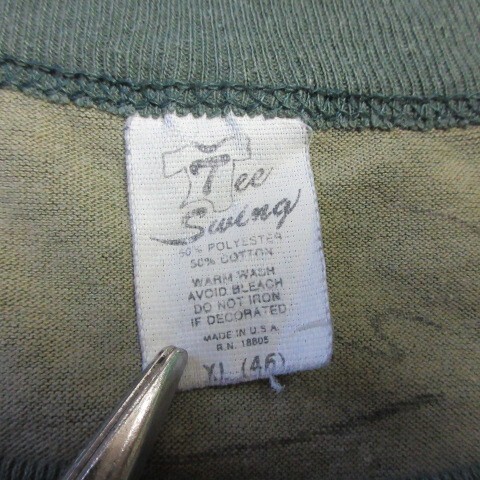 Tee
Swing
50% POLYESTER
50% COTTON
WARM WASH
AVOID BLEACH
DO NOT IRON
IF DECORATED
MADE IN U.S.A.
R.N. 18805
XL (46)